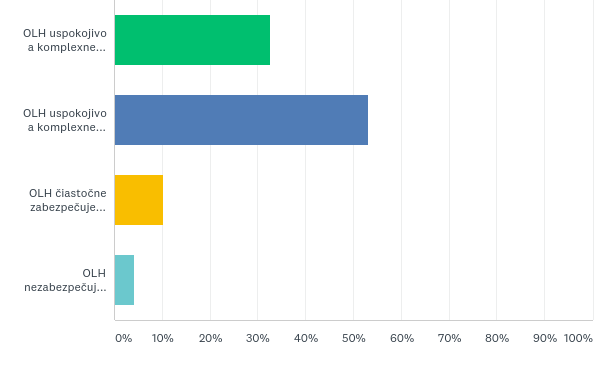 OLH uspokojivo
a komplexne...
OLH uspokojivo
a komplexne...
OLH čiastočne
zabezpečuje...
OLH
nezabezpečuj...
0% 10% 20% 30% 40% 50% 60% 70% 80% 90% 100%